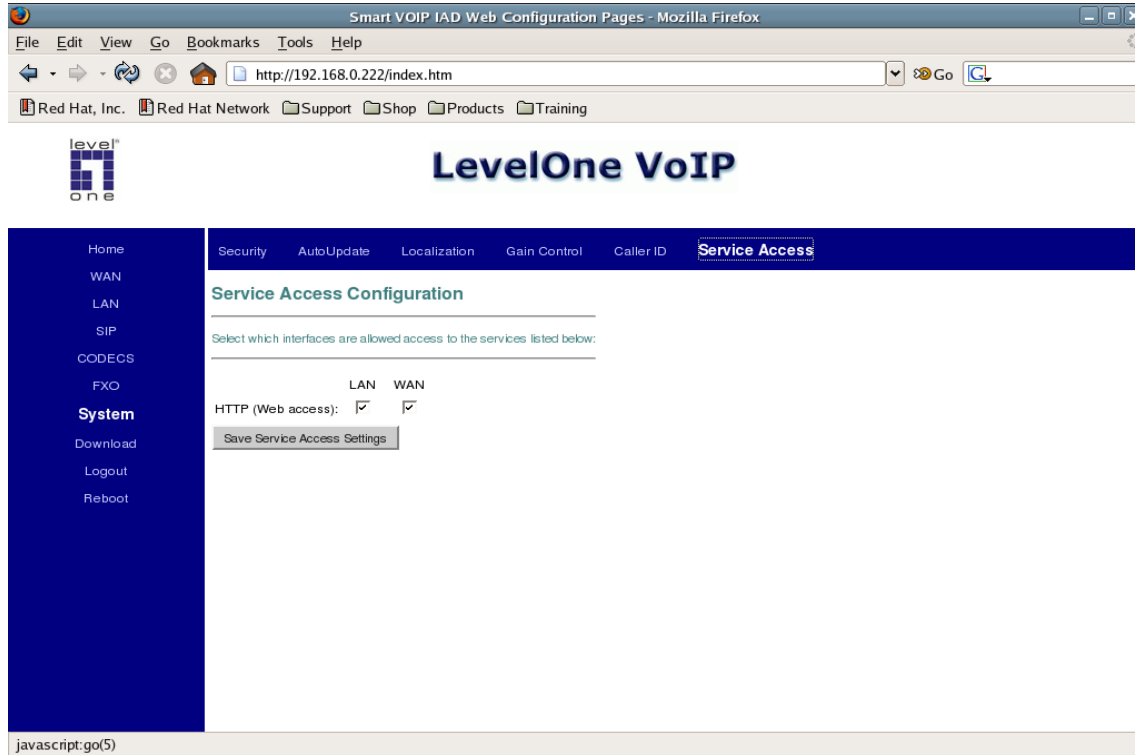 Smart VOIP IAD Web Configuration Pages - Mozilla Firefox
File Edit View Go Bookmarks Tools Help
http://192.168.0.222/index.htm Go G
Red Hat, Inc. Red Hat Network Support Shop Products Training
level one
LevelOne VoIP
Home
WAN
LAN
SIP
CODECS
FXO
System
Download
Logout
Reboot
Security AutoUpdate Localization Gain Control Caller ID Service Access
Service Access Configuration
Select which interfaces are allowed access to the services listed below:
LAN WAN
HTTP (Web access):
Save Service Access Settings
javascript:go(5)